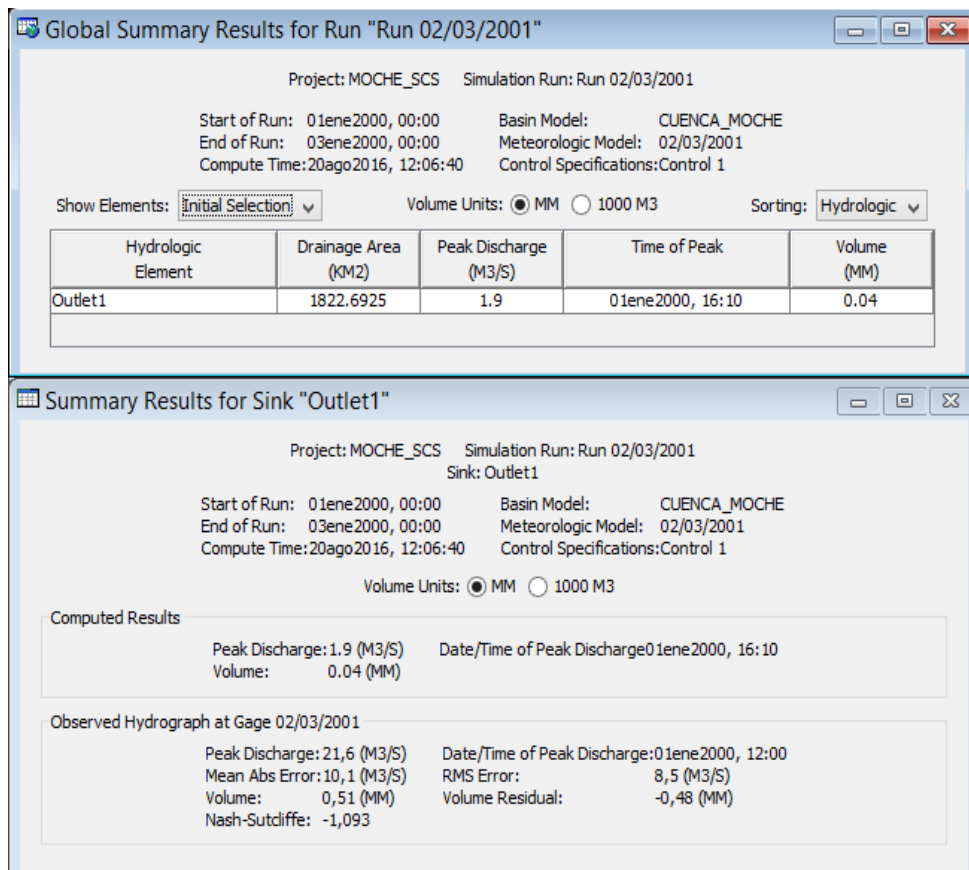 Global Summary Results for Run "Run 02/03/2001"
Project: MOCHE_SCS Simulation Run: Run 02/03/2001
Start of Run: 01ene2000, 00:00 Basin Model: CUENCA_MOCHE
End of Run: 03ene2000, 00:00 Meteorologic Model: 02/03/2001
Compute Time:20ago2016, 12:06:40 Control Specifications:Control 1
Show Elements: Initial Selection Volume Units: MM 1000 M3 Sorting: Hydrologic
Hydrologic Drainage Area Peak Discharge Time of Peak Volume
Element (KM2) (M3/S) (MM)
Outlet1 1822.6925 1.9 01ene2000, 16:10 0.04
Summary Results for Sink "Outlet1"
Project: MOCHE_SCS Simulation Run: Run 02/03/2001
Sink: Outlet1
Start of Run: 01ene2000, 00:00 Basin Model: CUENCA_MOCHE
End of Run: 03ene2000, 00:00 Meteorologic Model: 02/03/2001
Compute Time:20ago2016, 12:06:40 Control Specifications:Control 1
Volume Units: MM 1000 M3
Computed Results
Peak Discharge:1.9 (M3/S) Date/Time of Peak Discharge01ene2000, 16:10
Volume: 0.04 (MM)
Observed Hydrograph at Gage 02/03/2001
Peak Discharge:21,6 (M3/S) Date/Time of Peak Discharge:01ene2000, 12:00
Mean Abs Error:10,1 (M3/S) RMS Error: 8,5 (M3/S)
Volume: 0,51 (MM) Volume Residual: -0,48 (MM)
Nash-Sutcliffe: -1,093